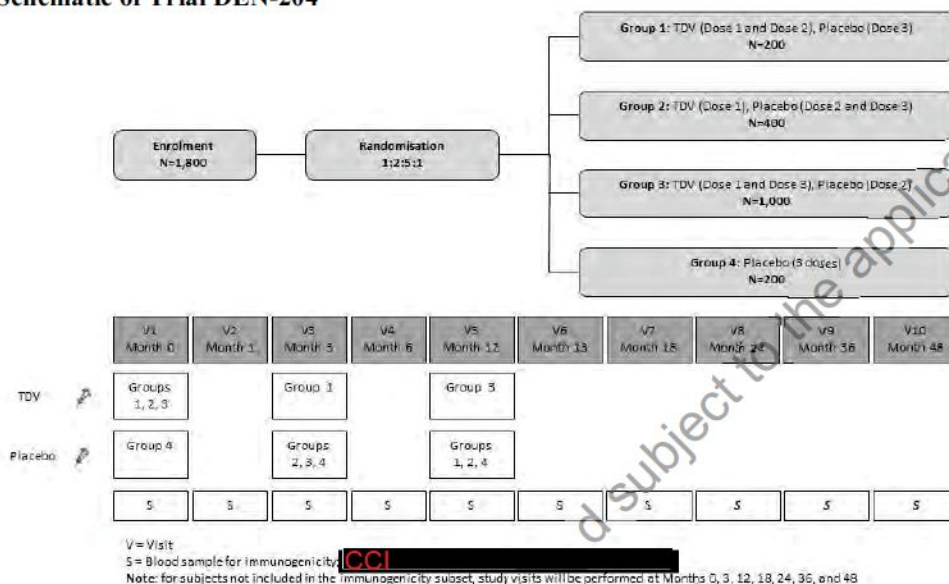 Schematic of Trial DEN-204
Group 1: TDV (Dose 1 and Dose 2), Placebo (Dose 3)
N=200
Group 2: TDV (Dose 1), Placebo (Dose 2 and Dose 3)
N=400
Enrolment
N=1,800
Randomisation
1:2:5:1
Group 3: TDV (Dose 1 and Dose 3), Placebo (Dose 2)
N=1,000
Group 4: Placebo (3 doses)
N=200
V1 V2 V3 V4 V5 V6 V7 V8 V9 V10
Month 0 Month 1 Month 3 Month 6 Month 12 Month 13 Month 18 Month 24 Month 36 Month 48
TDV Groups 1, 2, 3 Group 1 Group 3
Placebo Group 4 Groups 2, 3, 4 Groups 1, 2, 4
S S S S S S S S S S
V = Visit
S = Blood sample for immunogenicity; CCI
Note: for subjects not included in the immunogenicity subset, study visits will be performed at Months 0, 3, 12, 18, 24, 36, and 48
d subject to the applic